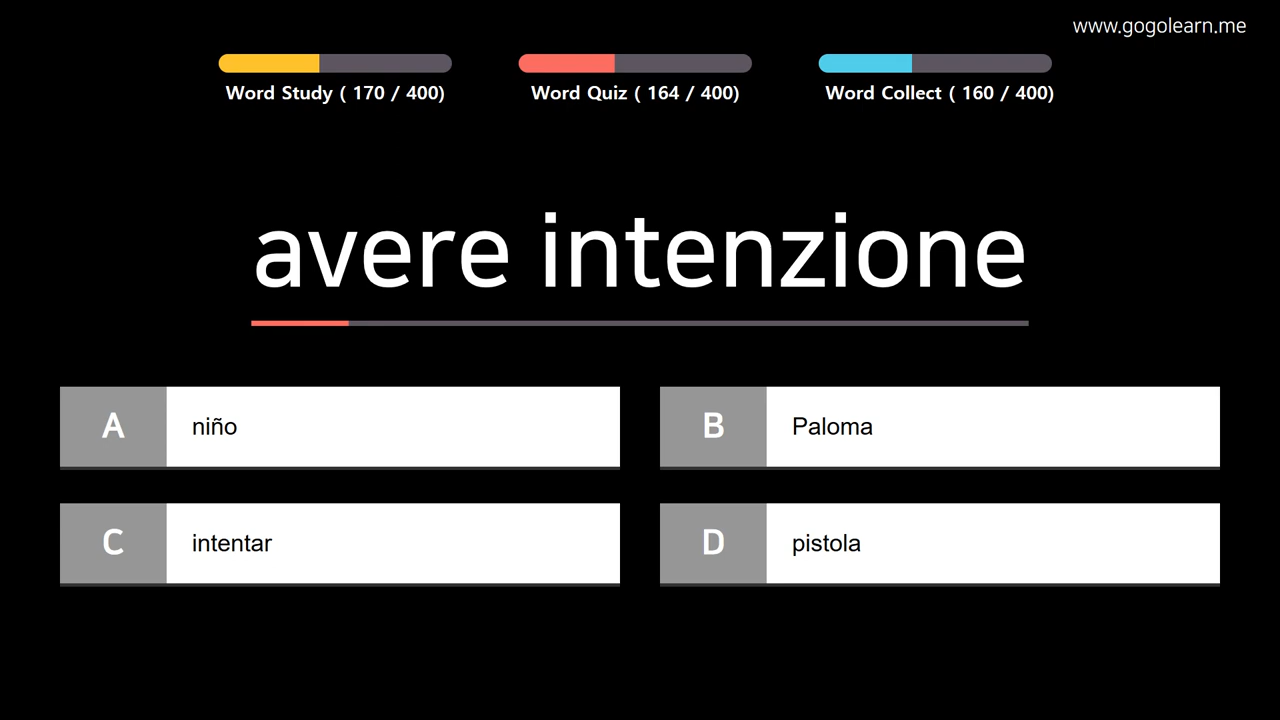 www.gogolearn.me
Word Study ( 170 / 400)
Word Quiz ( 164 / 400)
Word Collect ( 160 / 400)
avere intenzione
A
niño
B
Paloma
C
intentar
D
pistola